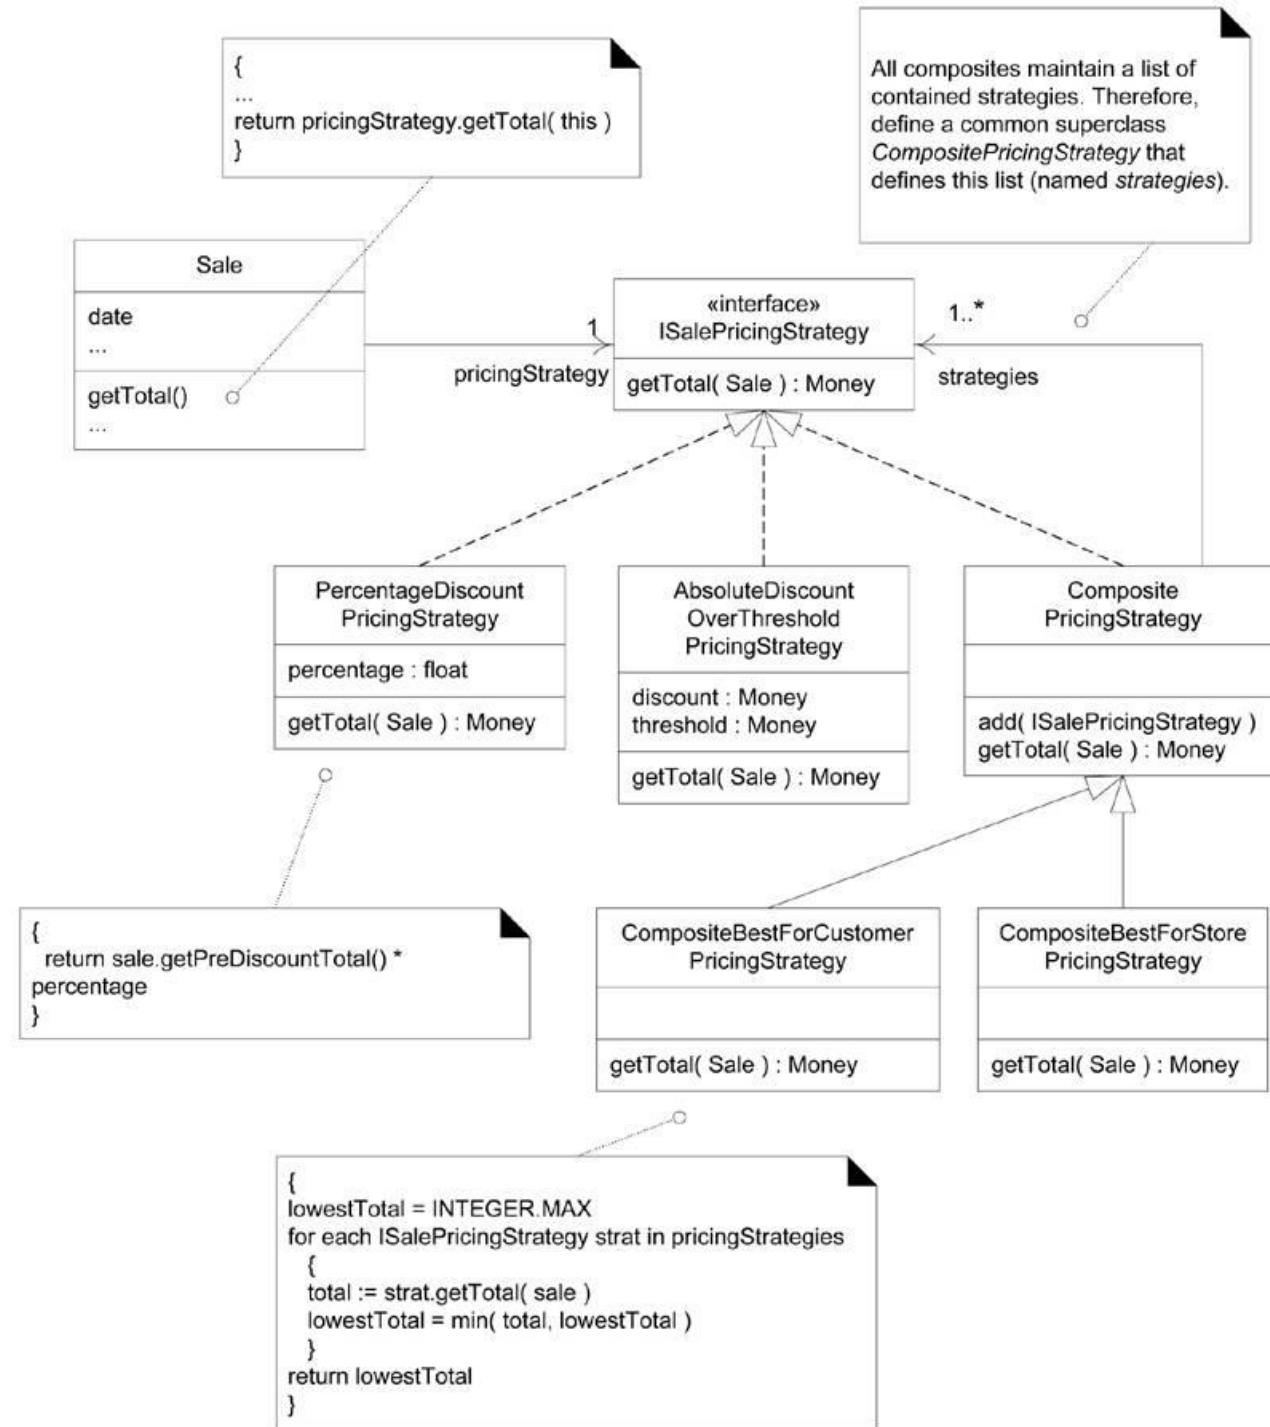 {
...
return pricingStrategy.getTotal( this )
}
All composites maintain a list of
contained strategies. Therefore,
define a common superclass
CompositePricingStrategy that
defines this list (named strategies).
Sale
date
...
getTotal()
...
1
pricingStrategy
«interface»
ISalePricingStrategy
getTotal( Sale ) : Money
1..*
strategies
PercentageDiscount
PricingStrategy
percentage : float
getTotal( Sale ) : Money
AbsoluteDiscount
OverThreshold
PricingStrategy
discount : Money
threshold : Money
getTotal( Sale ) : Money
Composite
PricingStrategy
add( ISalePricingStrategy )
getTotal( Sale ) : Money
{
return sale.getPreDiscountTotal() *
percentage
}
CompositeBestForCustomer
PricingStrategy
getTotal( Sale ) : Money
CompositeBestForStore
PricingStrategy
getTotal( Sale ) : Money
{
lowestTotal = INTEGER.MAX
for each ISalePricingStrategy strat in pricingStrategies
{
total := strat.getTotal( sale )
lowestTotal = min( total, lowestTotal )
}
return lowestTotal
}